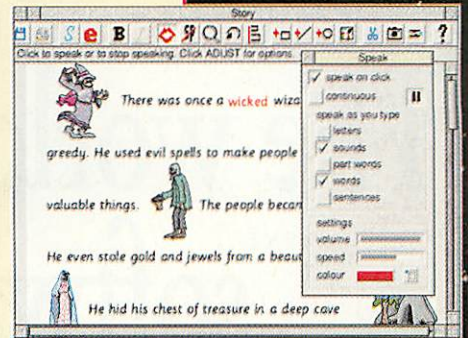 Story
S e B I
Click to speak or to stop speaking. Click ADJUST for options.
Speak
speak on click
continuous
speak as you type
letters
sounds
part words
words
sentences
settings
volume
speed
colour
There was once a wicked wiza
greedy. He used evil spells to make people
valuable things. The people becam
He even stole gold and jewels from a beaut
He hid his chest of treasure in a deep cave
?